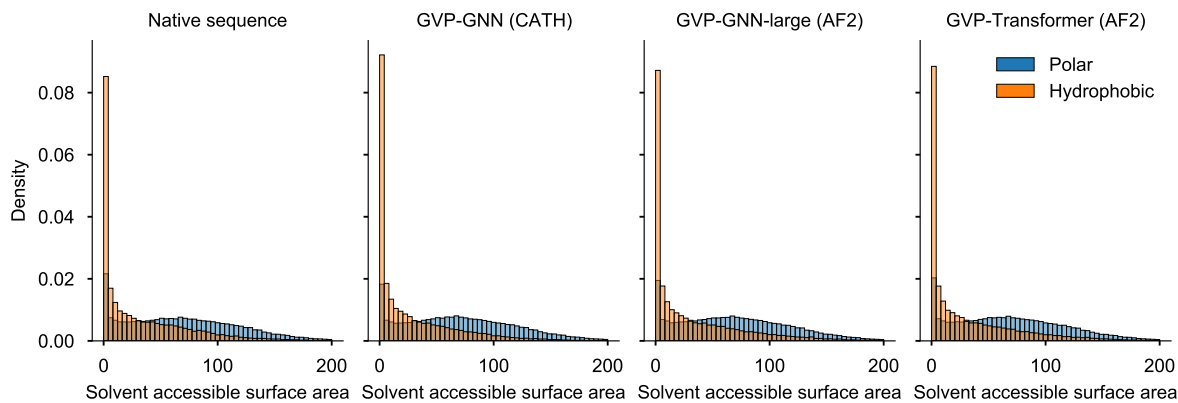 Native sequence
GVP-GNN (CATH)
GVP-GNN-large (AF2)
GVP-Transformer (AF2)
Polar
Hydrophobic
Density
0.08
0.06
0.04
0.02
0.00
0 100 200
0 100 200
0 100 200
0 100 200
Solvent accessible surface area
Solvent accessible surface area
Solvent accessible surface area
Solvent accessible surface area